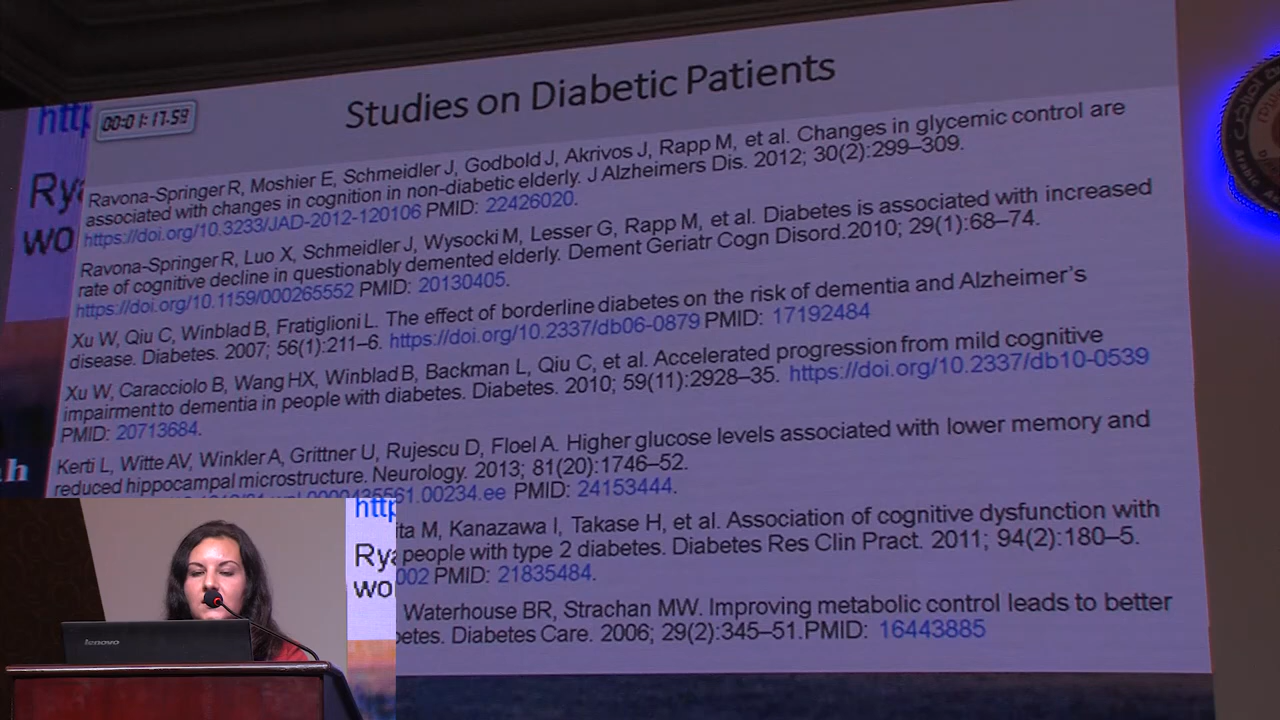 Studies on Diabetic Patients
00:01:17.59
Ravona-Springer R, Moshier E, Schmeidler J, Godbold J, Akrivos J, Rapp M, et al. Changes in glycemic control are
associated with changes in cognition in non-diabetic elderly. J Alzheimers Dis. 2012; 30(2):299–309.
https://doi.org/10.3233/JAD-2012-120106 PMID: 22426020.
Ravona-Springer R, Luo X, Schmeidler J, Wysocki M, Lesser G, Rapp M, et al. Diabetes is associated with increased
rate of cognitive decline in questionably demented elderly. Dement Geriatr Cogn Disord.2010; 29(1):68–74.
https://doi.org/10.1159/000265552 PMID: 20130405.
Xu W, Qiu C, Winblad B, Fratiglioni L. The effect of borderline diabetes on the risk of dementia and Alzheimer’s
disease. Diabetes. 2007; 56(1):211–6. https://doi.org/10.2337/db06-0879 PMID: 17192484
Xu W, Caracciolo B, Wang HX, Winblad B, Backman L, Qiu C, et al. Accelerated progression from mild cognitive
impairment to dementia in people with diabetes. Diabetes. 2010; 59(11):2928–35. https://doi.org/10.2337/db10-0539
PMID: 20713684.
Kerti L, Witte AV, Winkler A, Grittner U, Rujescu D, Floel A. Higher glucose levels associated with lower memory and
reduced hippocampal microstructure. Neurology. 2013; 81(20):1746–52.
.00234.ee PMID: 24153444.
ita M, Kanazawa I, Takase H, et al. Association of cognitive dysfunction with
people with type 2 diabetes. Diabetes Res Clin Pract. 2011; 94(2):180–5.
002 PMID: 21835484.
Waterhouse BR, Strachan MW. Improving metabolic control leads to better
betes. Diabetes Care. 2006; 29(2):345–51.PMID: 16443885
http
Rya
wo
h
http
Rya
wo
lenovo